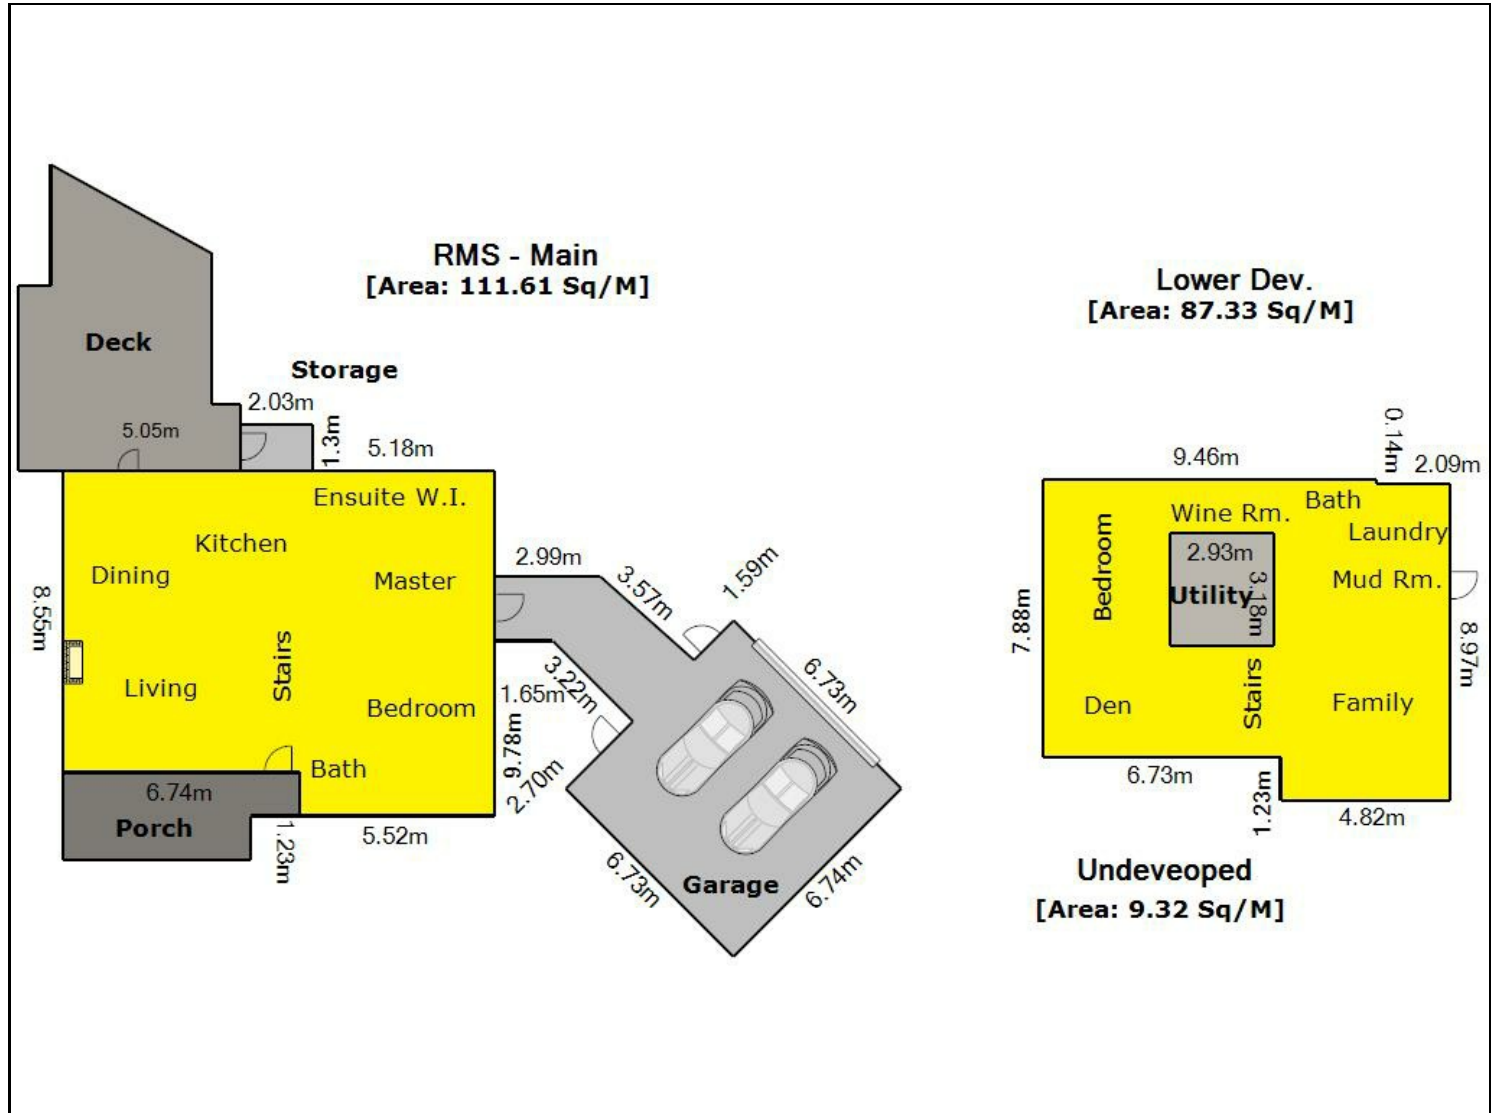 RMS - Main
[Area: 111.61 Sq/M]
Lower Dev.
[Area: 87.33 Sq/M]
Deck
Storage
2.03m
5.05m
1.3m
5.18m
Ensuite W.I.
Kitchen
Dining
Master
8.55m
Stairs
Living
Bedroom
Bath
6.74m
Porch
1.23m
5.52m
9.78m
2.99m
3.57m
1.59m
3.22m
1.65m
2.70m
6.73m
6.73m
6.74m
Garage
9.46m
0.14m
2.09m
Wine Rm.
Bath
Laundry
Bedroom
2.93m
3.18m
Utility
Mud Rm.
7.88m
8.97m
Den
Stairs
Family
6.73m
1.23m
4.82m
Undeveoped
[Area: 9.32 Sq/M]